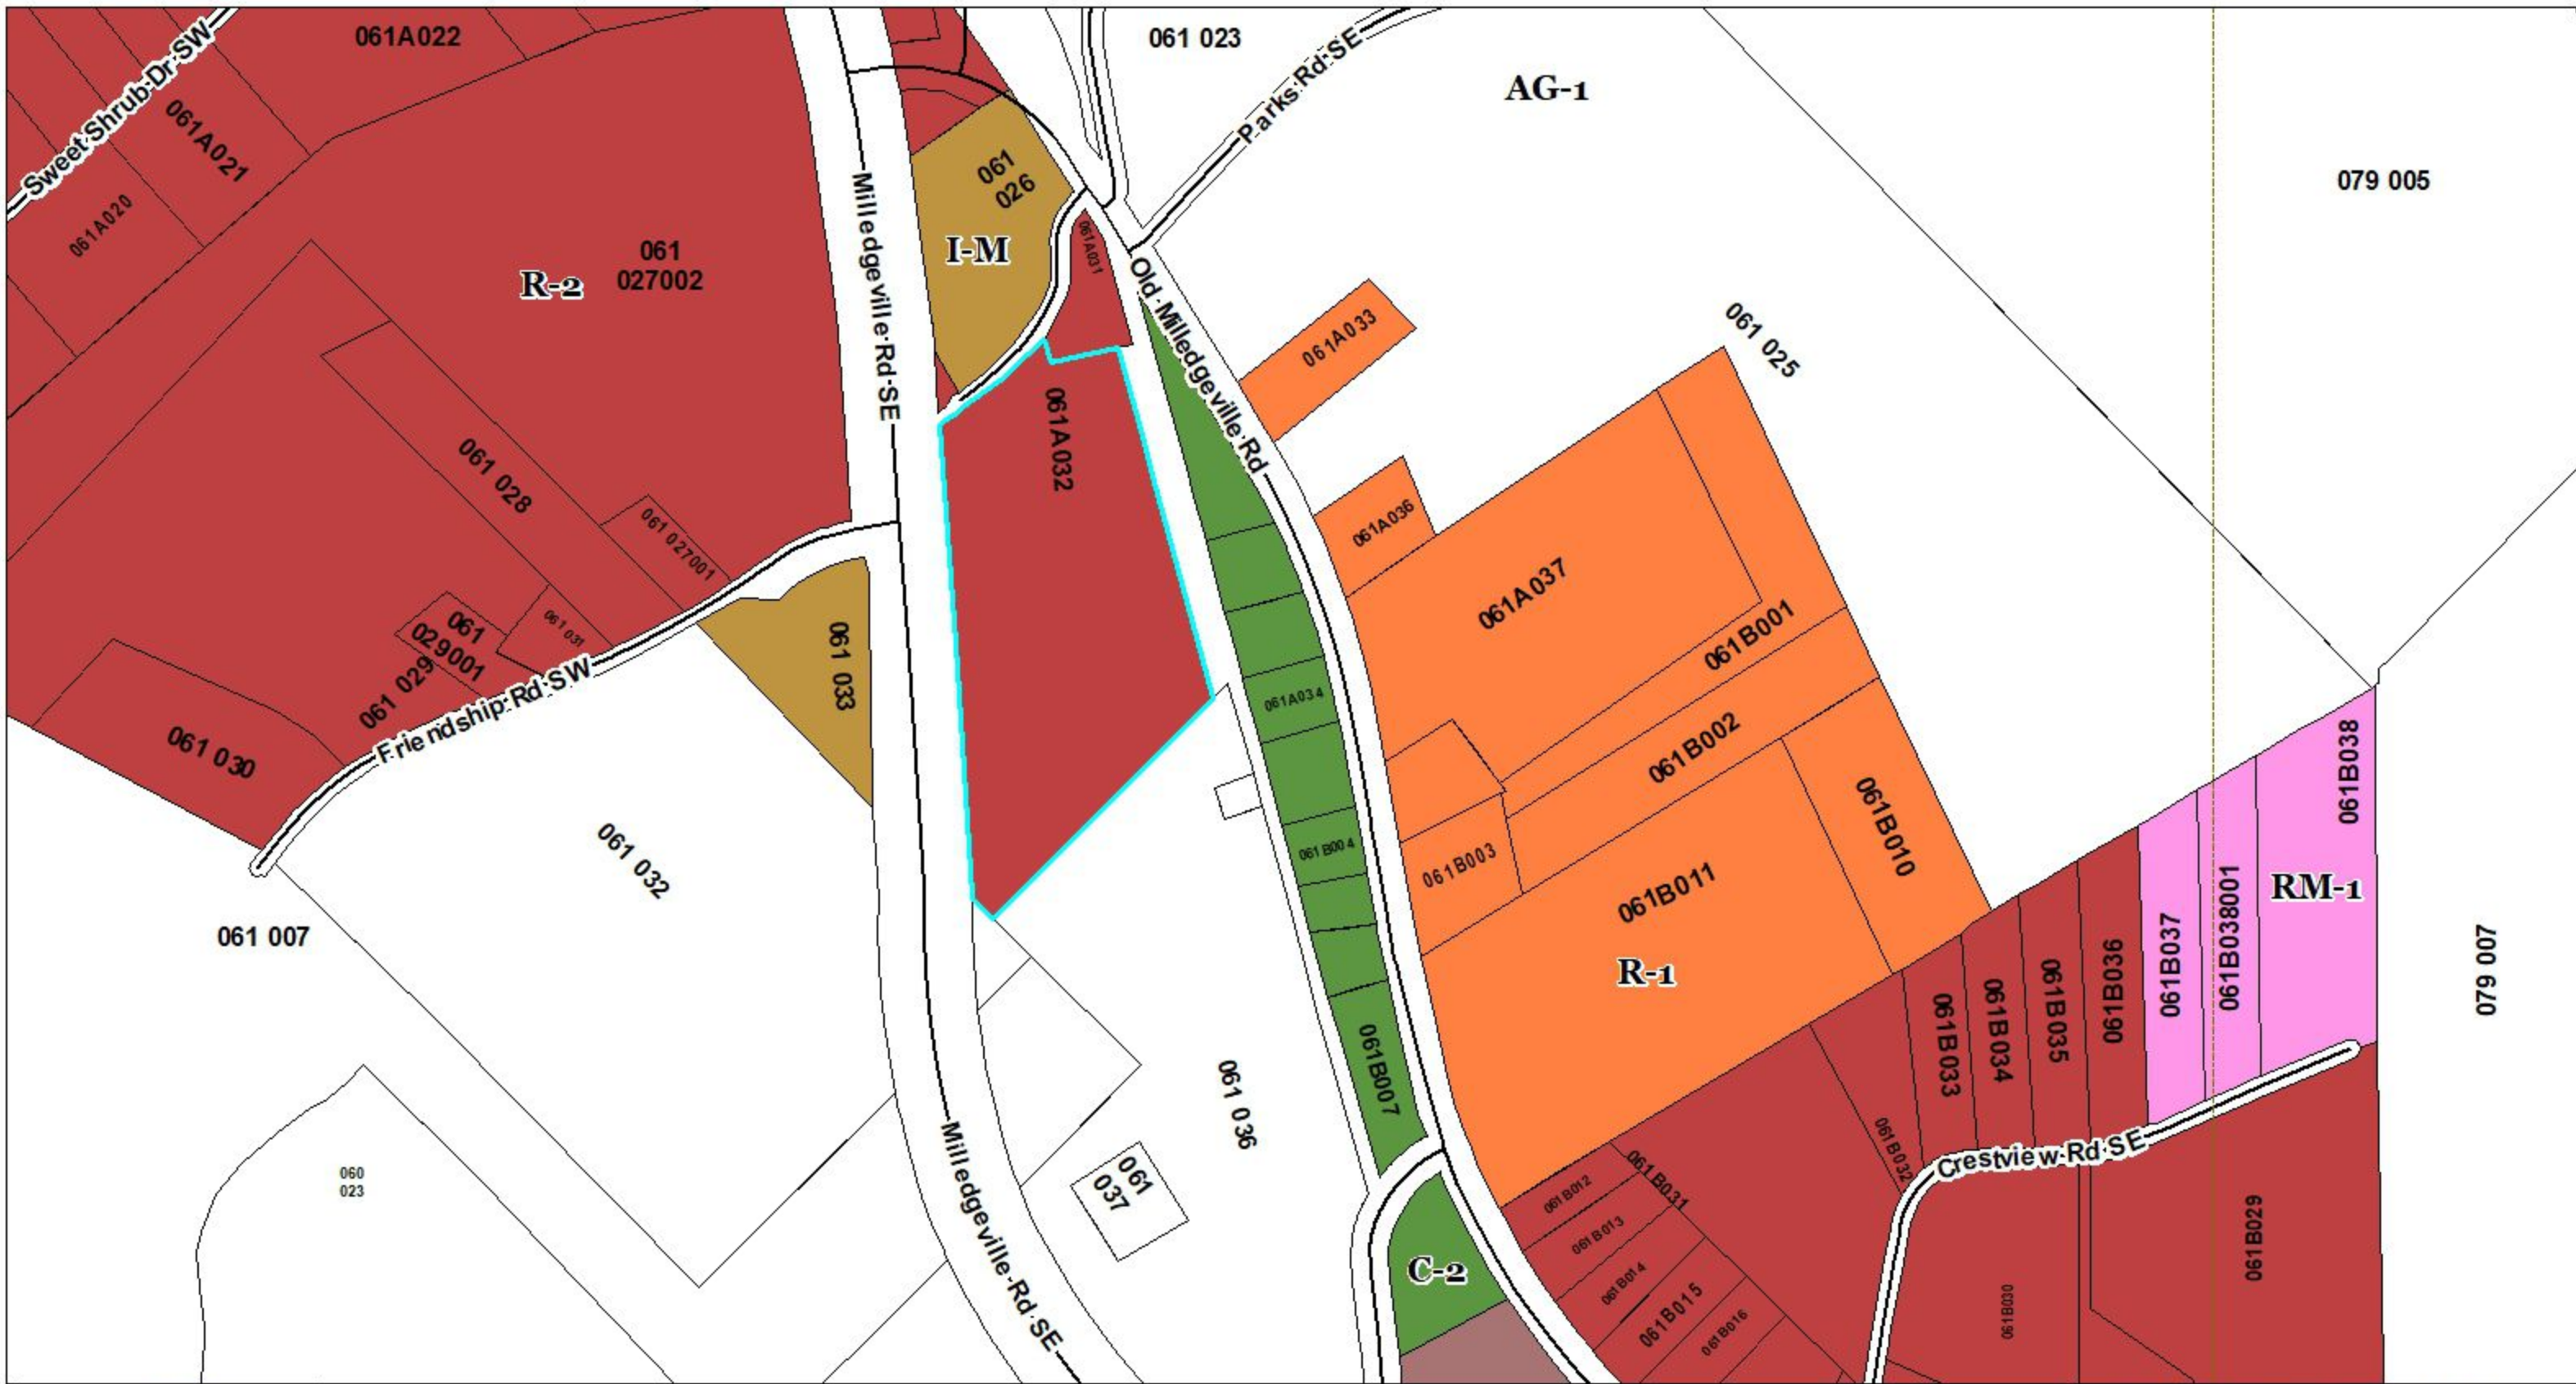 061A022
061 023
Sweet Shrub Dr SW
Parks Rd SE
AG-1
061A021
061A020
079 005
061
026
I-M
061
027002
R-2
Milledgeville Rd SE
061A031
Old Milledgeville Rd
061A033
061 025
061A032
061 028
061 027001
061A036
061A037
061B001
061 031
061
029001
061 029
Friendship Rd SW
061 033
061A034
061B002
061 030
061B038
061B010
061B004
061B003
061 032
061B011
RM-1
061B037
061B038001
061 007
061B036
061B035
061B034
061B033
079 007
R-1
061B007
061 036
Milledgeville Rd SE
061B032
Crestview Rd SE
060
023
061
037
061B012
061B031
061B013
061B014
061B015
061B016
061B029
061B030
C-2